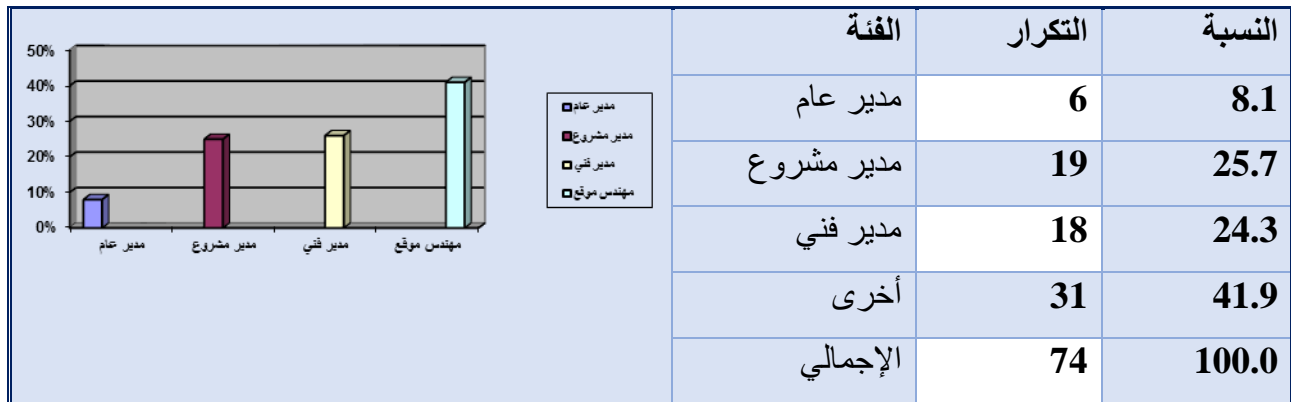 الفئة التكرار النسبة
مدير عام 6 8.1
مدير مشروع 19 25.7
مدير فني 18 24.3
أخرى 31 41.9
الإجمالي 74 100.0
50%
40%
30%
20%
10%
0%
مدير عام مدير مشروع مدير فني مهندس موقع
مدير عام
مدير مشروع
مدير فني
مهندس موقع